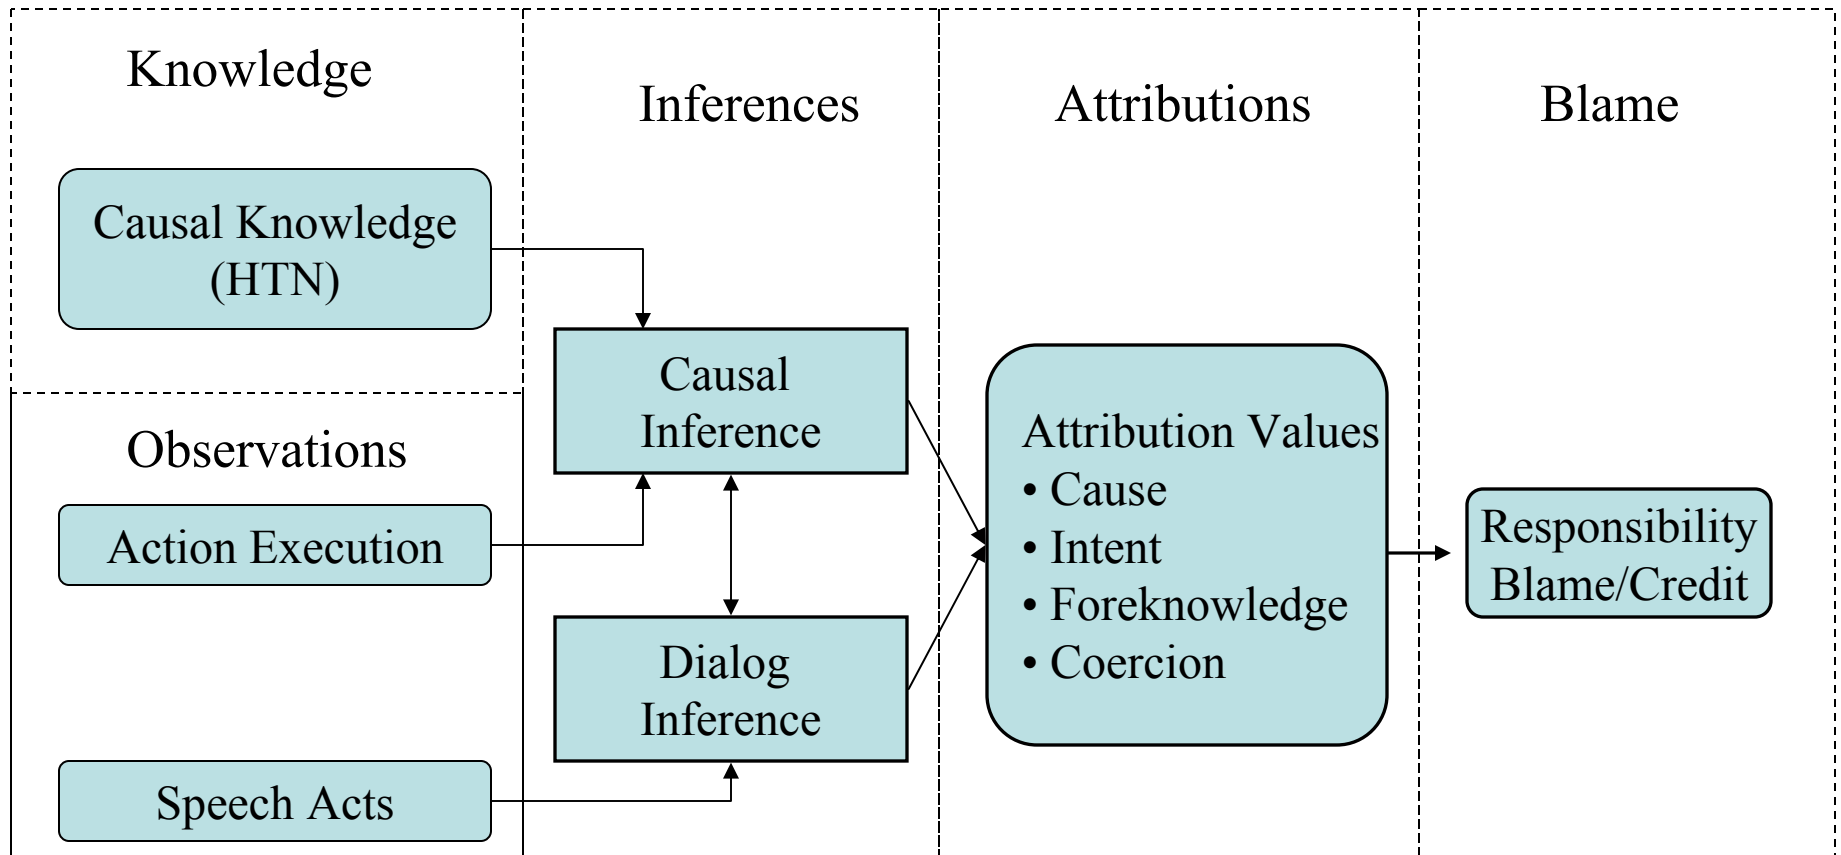 Knowledge
Inferences
Attributions
Blame
Causal Knowledge
(HTN)
Causal
Inference
Observations
Action Execution
Dialog
Inference
Speech Acts
Attribution Values
• Cause
• Intent
• Foreknowledge
• Coercion
Responsibility
Blame/Credit